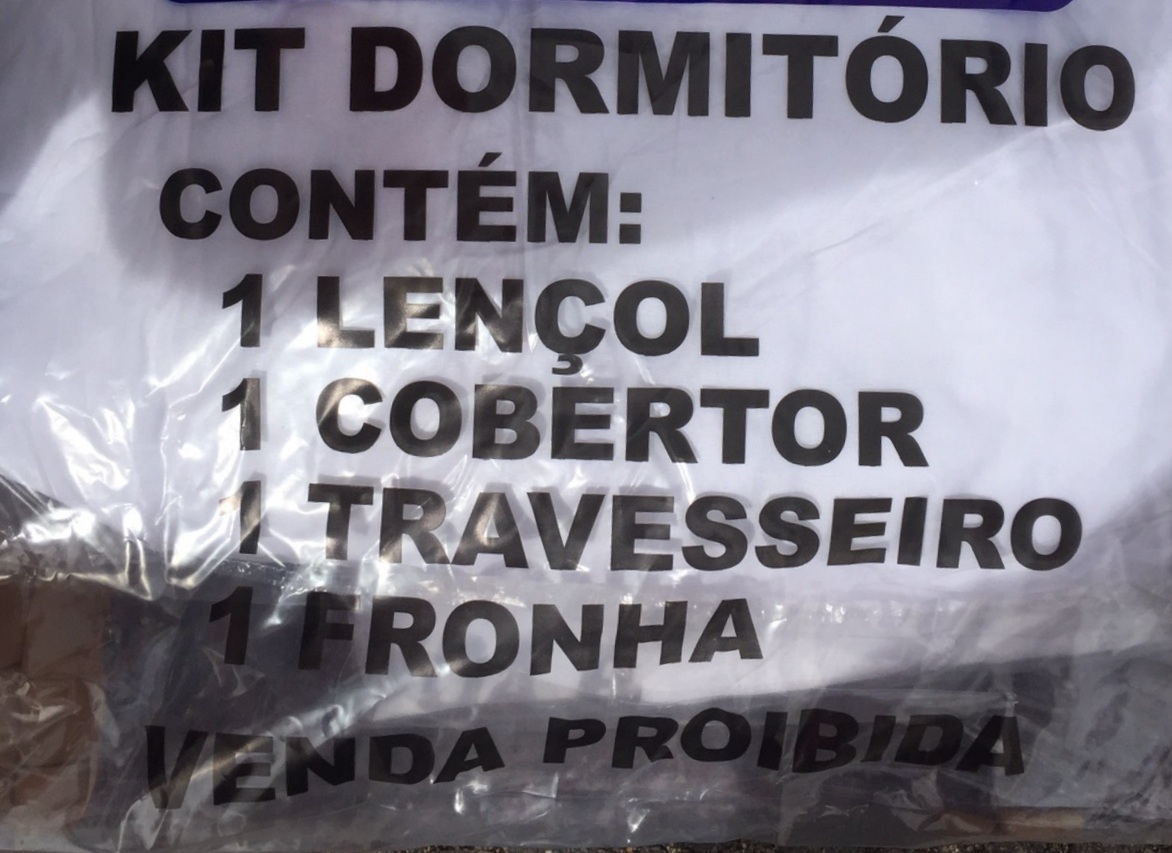 KIT DORMITÓRIO
CONTÉM:
1 LENÇOL
1 COBERTOR
1 TRAVESSEIRO
1 FRONHA
VENDA PROIBIDA